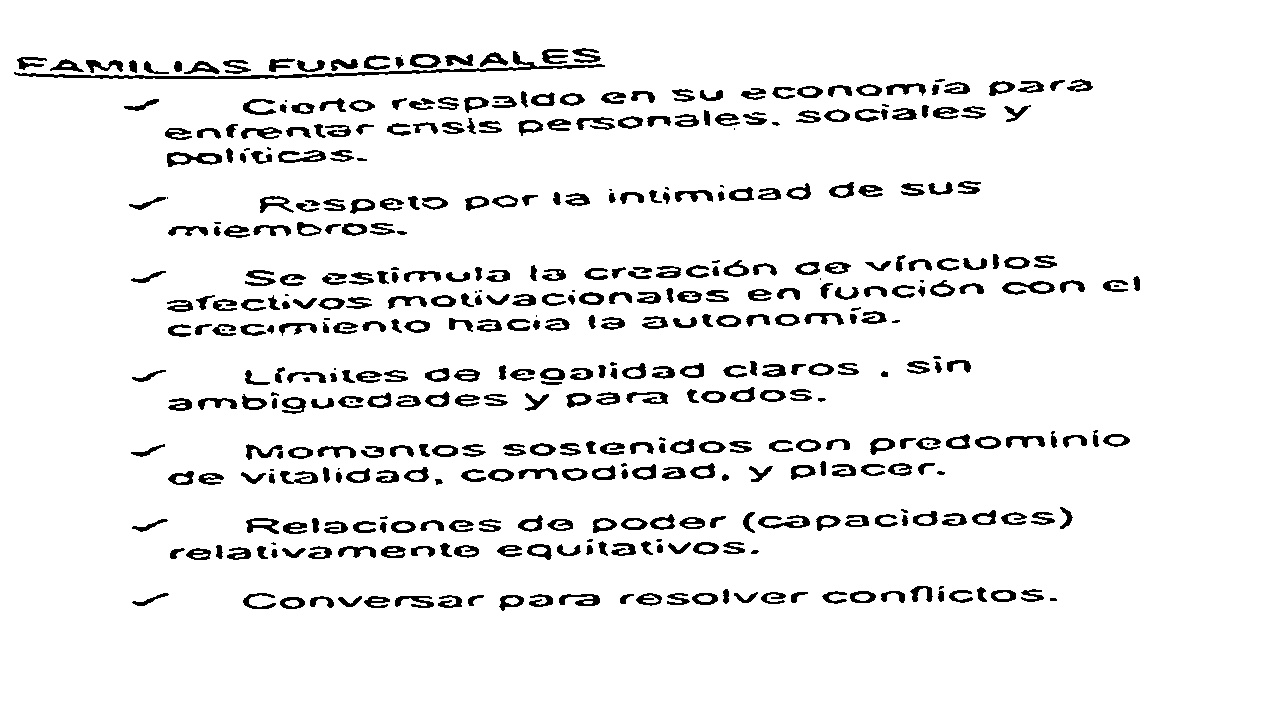 FAMILIAS FUNCIONALES
✓ Cierto respaldo en su economía para
enfrentar crisis personales. sociales y
políticas.
✓ Respeto por la intimidad de sus
miembros.
✓ Se estimula la creación de vínculos
afectivos motivacionales en función con el
crecimiento hacia la autonomía.
✓ Límites de legalidad claros , sin
ambiguedades y para todos.
✓ Momentos sostenidos con predominio
de vitalidad, comodidad, y placer.
✓ Relaciones de poder (capacidades)
relativamente equitativos.
✓ Conversar para resolver conflictos.